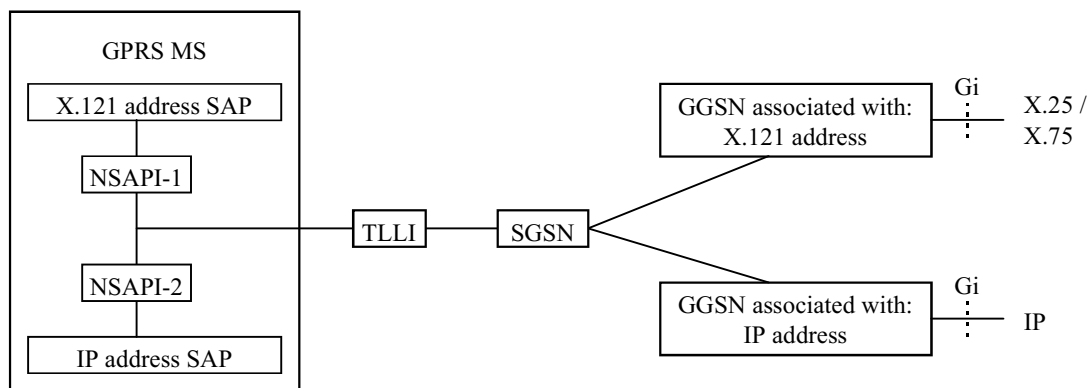 GPRS MS
X.121 address SAP
NSAPI-1
NSAPI-2
IP address SAP
TLLI
SGSN
GGSN associated with:
X.121 address
Gi
X.25 /
X.75
GGSN associated with:
IP address
Gi
IP